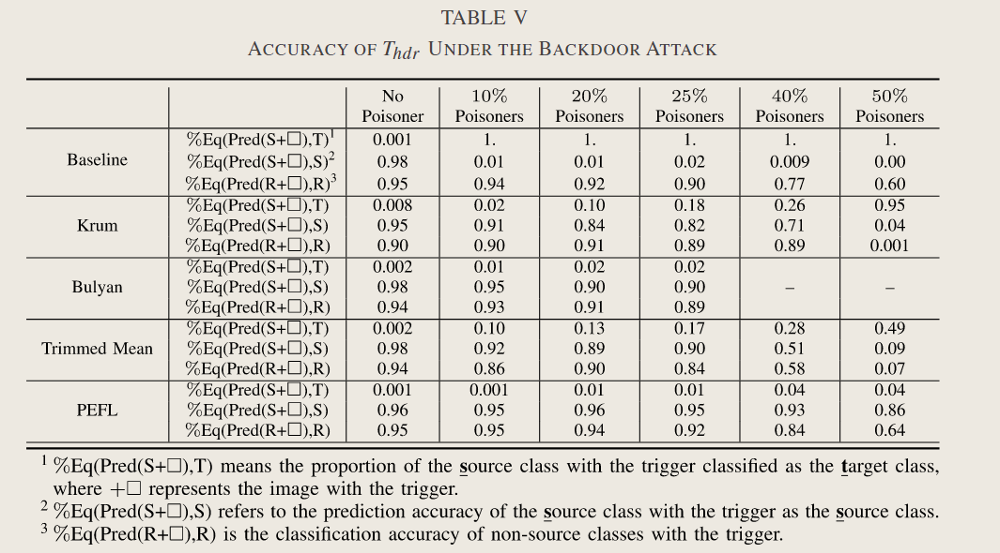 TABLE V
ACCURACY OF T_hdr UNDER THE BACKDOOR ATTACK
No Poisoner 10% Poisoners 20% Poisoners 25% Poisoners 40% Poisoners 50% Poisoners
Baseline
%Eq(Pred(S+□),T)¹ 0.001 1. 1. 1. 1. 1.
%Eq(Pred(S+□),S)² 0.98 0.01 0.01 0.02 0.009 0.00
%Eq(Pred(R+□),R)³ 0.95 0.94 0.92 0.90 0.77 0.60
Krum
%Eq(Pred(S+□),T) 0.008 0.02 0.10 0.18 0.26 0.95
%Eq(Pred(S+□),S) 0.95 0.91 0.84 0.82 0.71 0.04
%Eq(Pred(R+□),R) 0.90 0.90 0.91 0.89 0.89 0.001
Bulyan
%Eq(Pred(S+□),T) 0.002 0.01 0.02 0.02
%Eq(Pred(S+□),S) 0.98 0.95 0.90 0.90 – –
%Eq(Pred(R+□),R) 0.94 0.93 0.91 0.89
Trimmed Mean
%Eq(Pred(S+□),T) 0.002 0.10 0.13 0.17 0.28 0.49
%Eq(Pred(S+□),S) 0.98 0.92 0.89 0.90 0.51 0.09
%Eq(Pred(R+□),R) 0.94 0.86 0.90 0.84 0.58 0.07
PEFL
%Eq(Pred(S+□),T) 0.001 0.001 0.01 0.01 0.04 0.04
%Eq(Pred(S+□),S) 0.96 0.95 0.96 0.95 0.93 0.86
%Eq(Pred(R+□),R) 0.95 0.95 0.94 0.92 0.84 0.64
¹ %Eq(Pred(S+□),T) means the proportion of the source class with the trigger classified as the target class,
where +□ represents the image with the trigger.
² %Eq(Pred(S+□),S) refers to the prediction accuracy of the source class with the trigger as the source class.
³ %Eq(Pred(R+□),R) is the classification accuracy of non-source classes with the trigger.